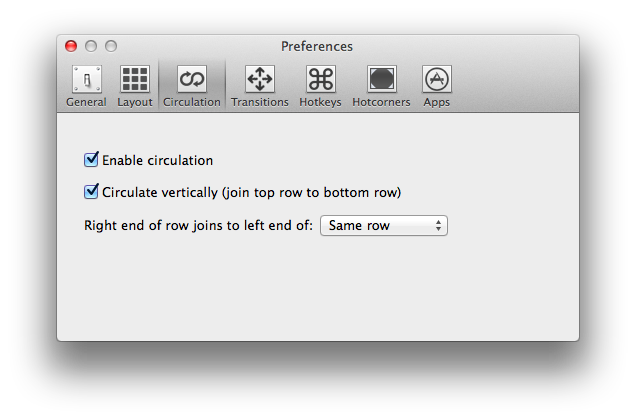 Preferences
General Layout Circulation Transitions Hotkeys Hotcorners Apps
Enable circulation
Circulate vertically (join top row to bottom row)
Right end of row joins to left end of: Same row